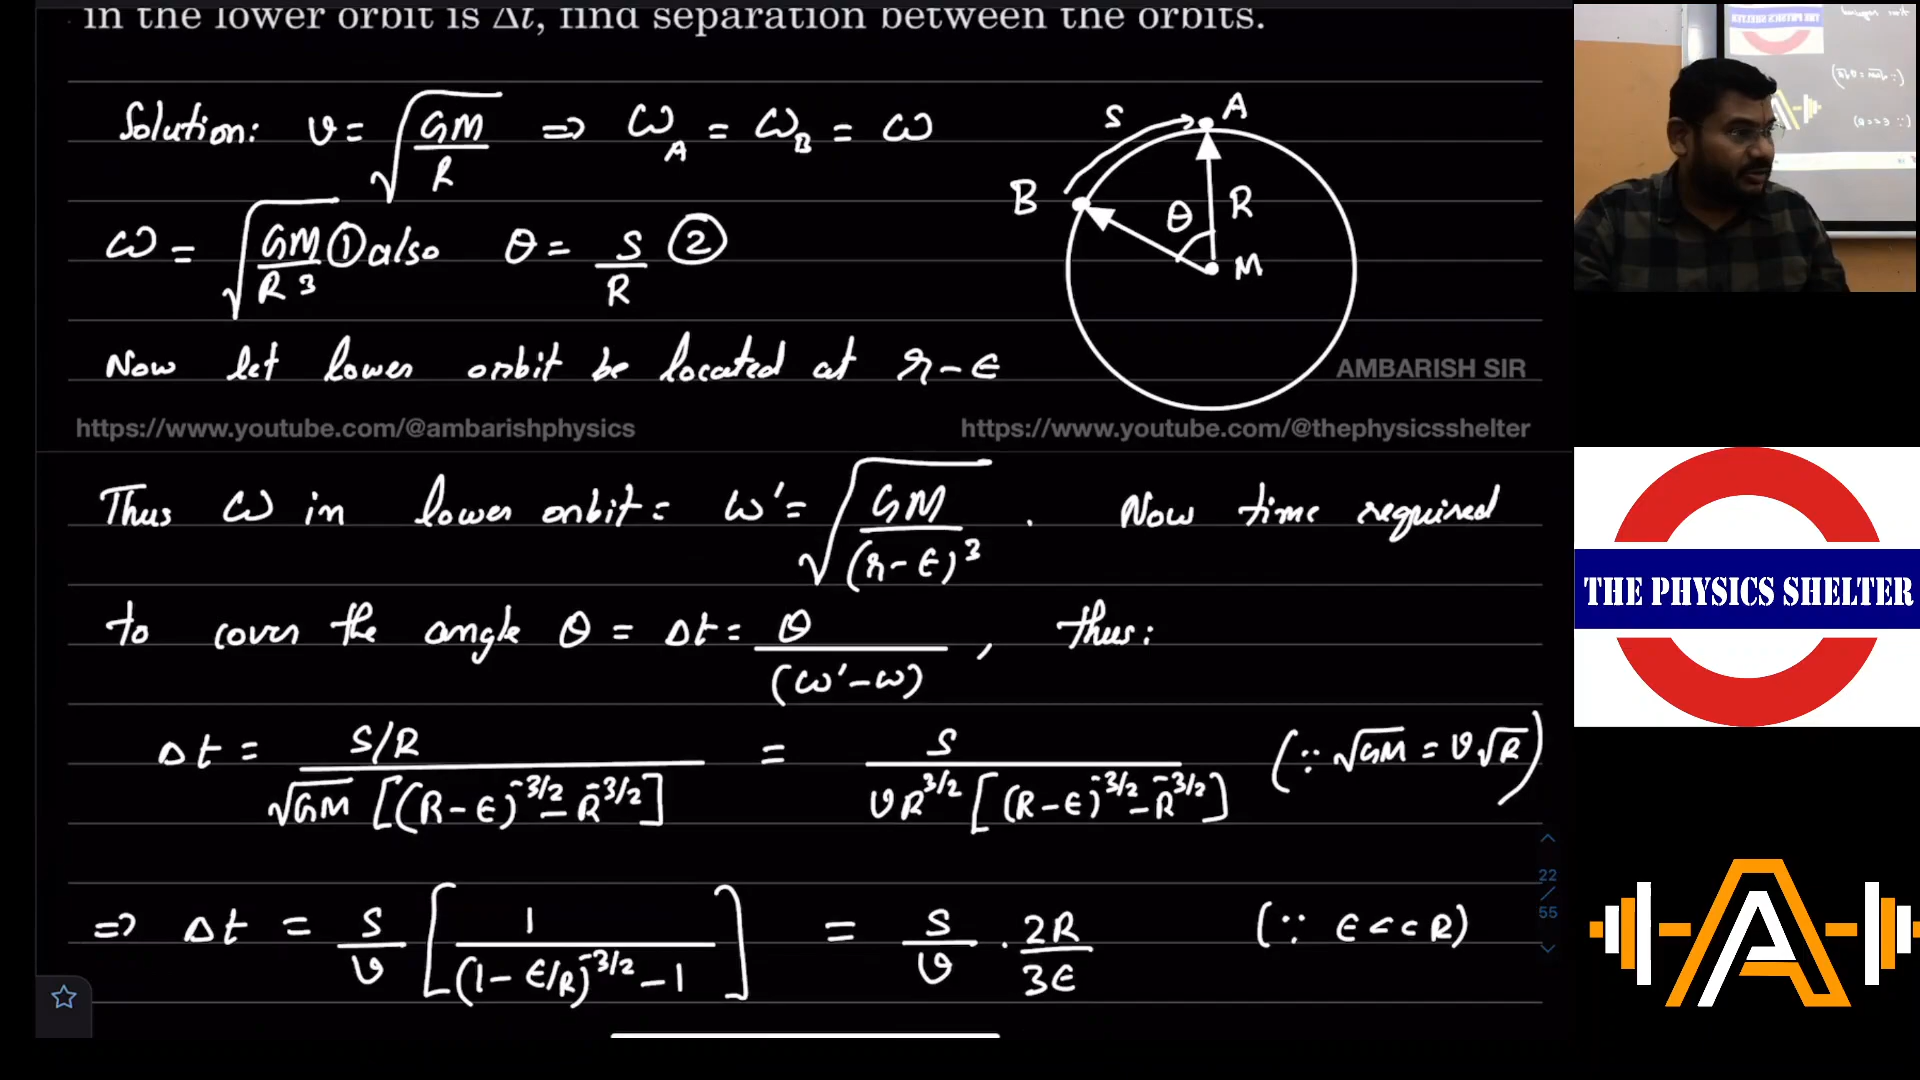 in the lower orbit is Δt, find separation between the orbits.
Solution: v = √(GM/R) ⇒ ω_A = ω_B = ω
ω = √(GM/R³) ① also θ = S/R ②
S A
B θ R
M
Now let lower orbit be located at r-ϵ
AMBARISH SIR
https://www.youtube.com/@ambarishphysics https://www.youtube.com/@thephysicsshelter
Thus ω in lower orbit = ω' = √(GM/(r-ϵ)³) . Now time required
to cover the angle θ = Δt = θ/(ω'-ω) , thus:
Δt = (S/R)/(√GM [(R-ϵ)^-3/2 - R^-3/2]) = S/(vR^3/2 [(R-ϵ)^-3/2 - R^-3/2]) (∵ √GM = v√R)
⇒ Δt = S/v [1/((1-ϵ/R)^-3/2 - 1)] = S/v · 2R/3ϵ (∵ ϵ << R)
22
/
55
THE PHYSICS SHELTER
A